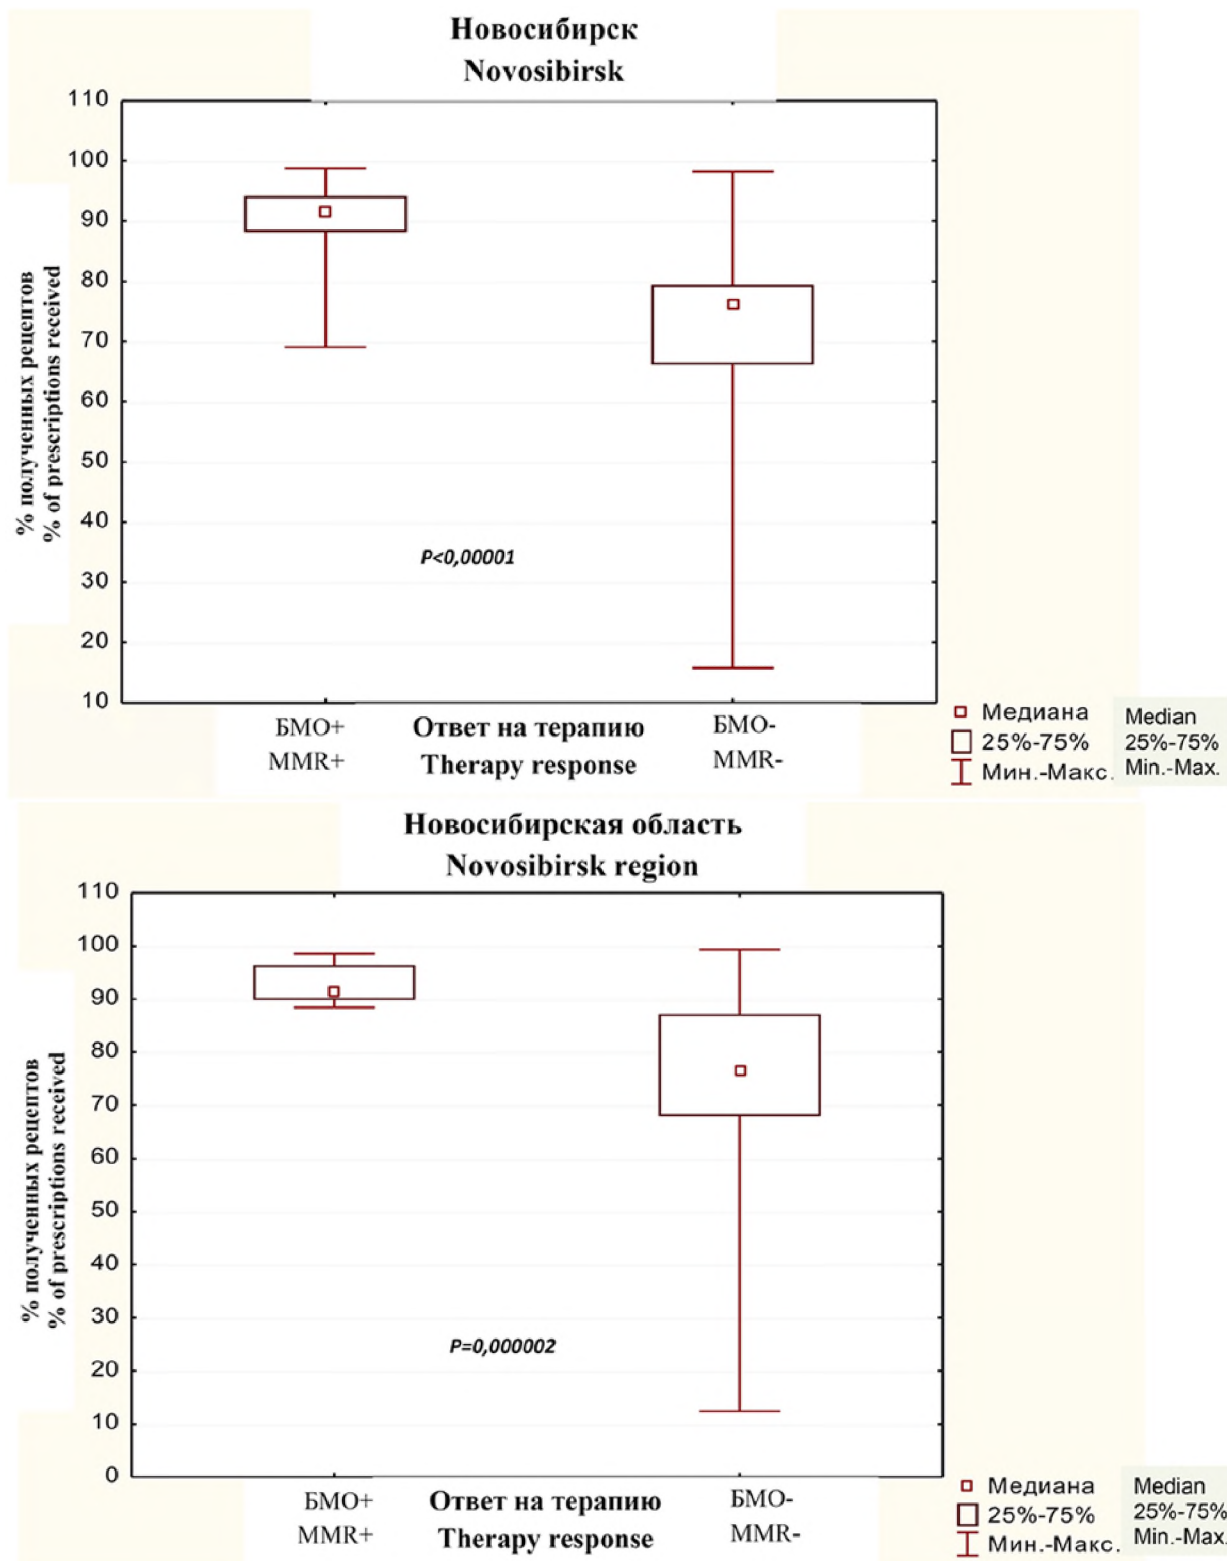 Новосибирск
Novosibirsk
110
100
90
80
70
60
50
40
30
20
10
% полученных рецептов
% of prescriptions received
P<0,00001
БМО+ Ответ на терапию БМО-
MMR+ Therapy response MMR-
Медиана Median
25%-75% 25%-75%
Мин.-Макс. Min.-Max.
Новосибирская область
Novosibirsk region
110
100
90
80
70
60
50
40
30
20
10
0
% полученных рецептов
% of prescriptions received
P=0,000002
БМО+ Ответ на терапию БМО-
MMR+ Therapy response MMR-
Медиана Median
25%-75% 25%-75%
Мин.-Макс. Min.-Max.